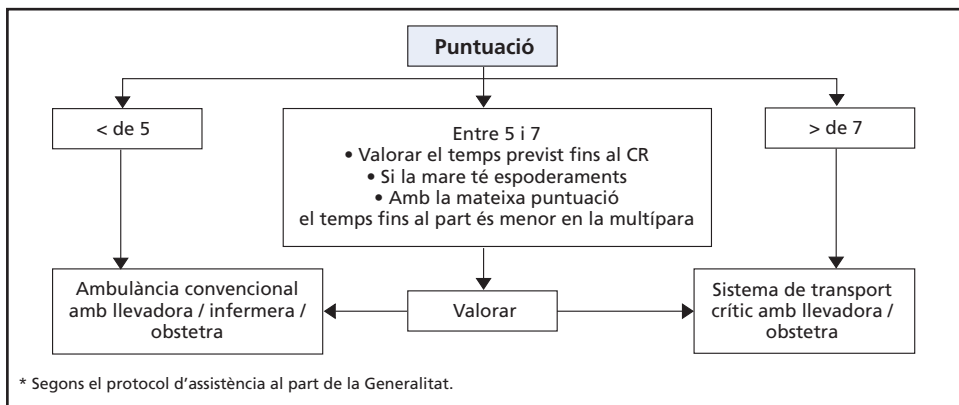 Puntuació
< de 5
Entre 5 i 7
• Valorar el temps previst fins al CR
• Si la mare té espoderaments
• Amb la mateixa puntuació
el temps fins al part és menor en la multípara
> de 7
Ambulància convencional
amb llevadora / infermera /
obstetra
Valorar
Sistema de transport
crític amb llevadora /
obstetra
* Segons el protocol d'assistència al part de la Generalitat.